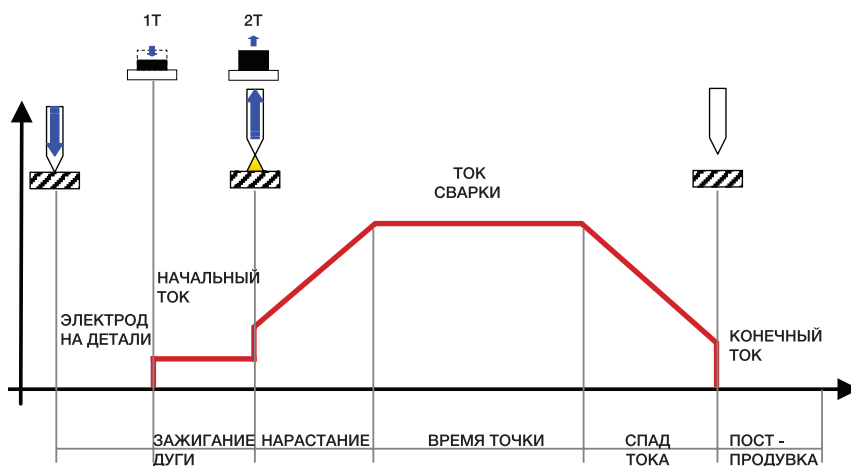 1T
2T
ТОК
СВАРКИ
НАЧАЛЬНЫЙ
ТОК
ЭЛЕКТРОД
НА ДЕТАЛИ
КОНЕЧНЫЙ
ТОК
ЗАЖИГАНИЕ
ДУГИ
НАРАСТАНИЕ
ВРЕМЯ ТОЧКИ
СПАД
ТОКА
ПОСТ -
ПРОДУВКА